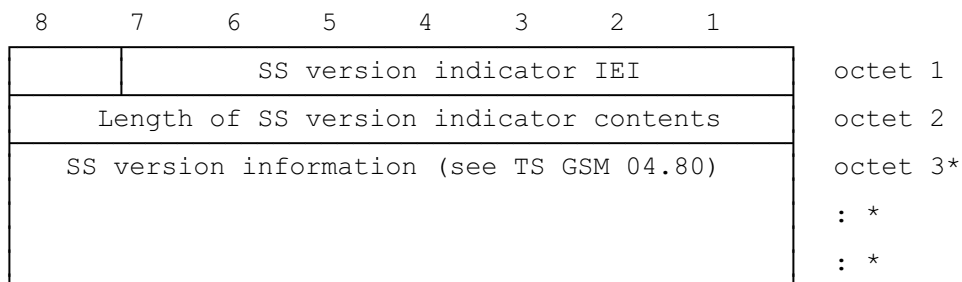 8 7 6 5 4 3 2 1
SS version indicator IEI octet 1
Length of SS version indicator contents octet 2
SS version information (see TS GSM 04.80) octet 3*
: *
: *